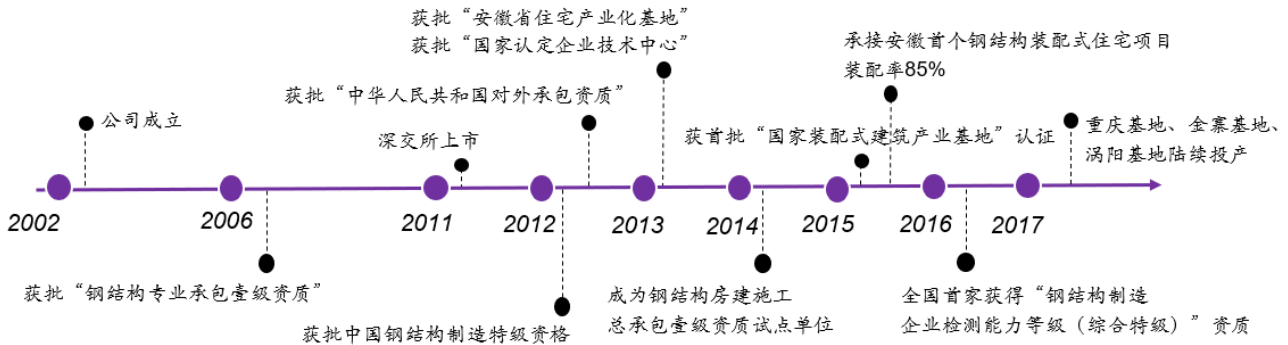 获批“安徽省住宅产业化基地”
获批“国家认定企业技术中心”
承接安徽首个钢结构装配式住宅项目
装配率85%
获批“中华人民共和国对外承包资质”
公司成立
深交所上市
获首批“国家装配式建筑产业基地”认证
重庆基地、金寨基地、
涡阳基地陆续投产
2002
2006
2011
2012
2013
2014
2015
2016
2017
获批“钢结构专业承包壹级资质”
获批中国钢结构制造特级资格
成为钢结构房建施工
总承包壹级资质试点单位
全国首家获得“钢结构制造
企业检测能力等级（综合特级）”资质